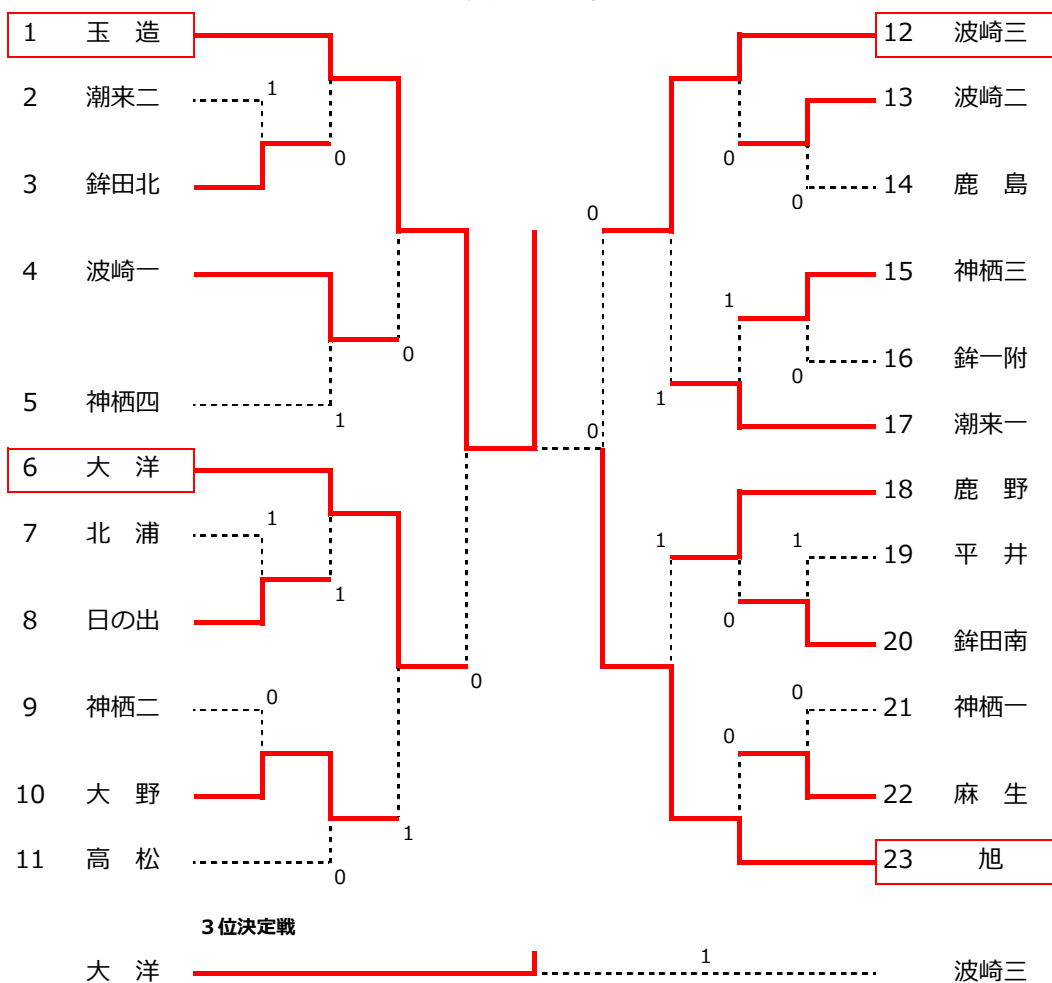 1 玉 造
2 潮来二
3 鉾田北
4 波崎一
5 神栖四
6 大 洋
7 北 浦
8 日の出
9 神栖二
10 大 野
11 高 松
1
0
0
1
1
1
0
0
1
0
12 波崎三
13 波崎二
14 鹿 島
15 神栖三
16 鉾一附
17 潮来一
18 鹿 野
19 平 井
20 鉾田南
21 神栖一
22 麻 生
23 旭
0
0
0
1
0
1
0
1
1
0
0
0
3位決定戦
大 洋 1 波崎三